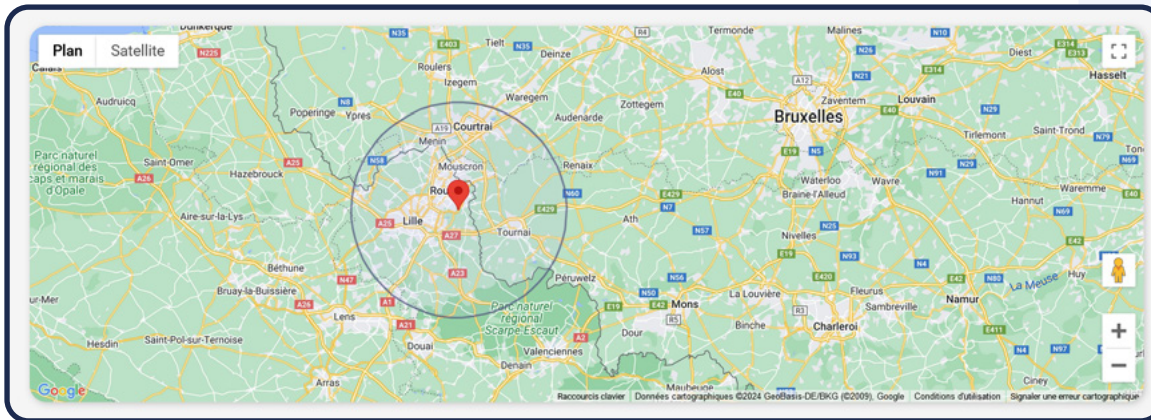 Plan
Satellite
Dunkerque
Calais
N225
Audruicq
Parc naturel
régional des
caps et marais
d'Opale
Saint-Omer
A26
Hazebrouck
A25
Aire-sur-la-Lys
Béthune
Bruay-la-Buissière
ur-Mer
Hesdin
Saint-Pol-sur-Ternoise
A26
Lens
N47
A1
A21
Arras
Douai
Denain
Valenciennes
A2
Parc naturel
régional
Scarpe-Escaut
A23
A27
A25
Lille
Mouscron
Menin
Courtrai
A19
N58
N8
Poperinge
Ypres
Roulers
Izegem
N35
E403
Tielt
N35
Deinze
Waregem
Audenarde
Zottegem
Renaix
N60
E429
Tournai
E429
Ath
N7
N57
Péruwelz
N56
N50
E19
E42
Mons
R5
Dour
Maubeuge
N54
Binche
La Louvière
R4
Termonde
Malines
Alost
E40
A12
N26
N21
Zaventem
Bruxelles
Louvain
E40
E19
N5
Waterloo
Braine-l'Alleud
Wavre
Nivelles
E19
N93
N4
E420
Fleurus
Sambreville
R3
Charleroi
N10
E314
Diest
E314
E313
Hasselt
N29
Tirlemont
Saint-Trond
N79
N69
N29
N91
Waremme
E40
Hannut
N69
E42
E42
N80
Huy
La Meuse
Namur
E411
N4
N97
Ciney
Google
Raccourcis clavier
Données cartographiques ©2024 GeoBasis-DE/BKG (©2009), Google
Conditions d'utilisation
Signaler une erreur cartographique